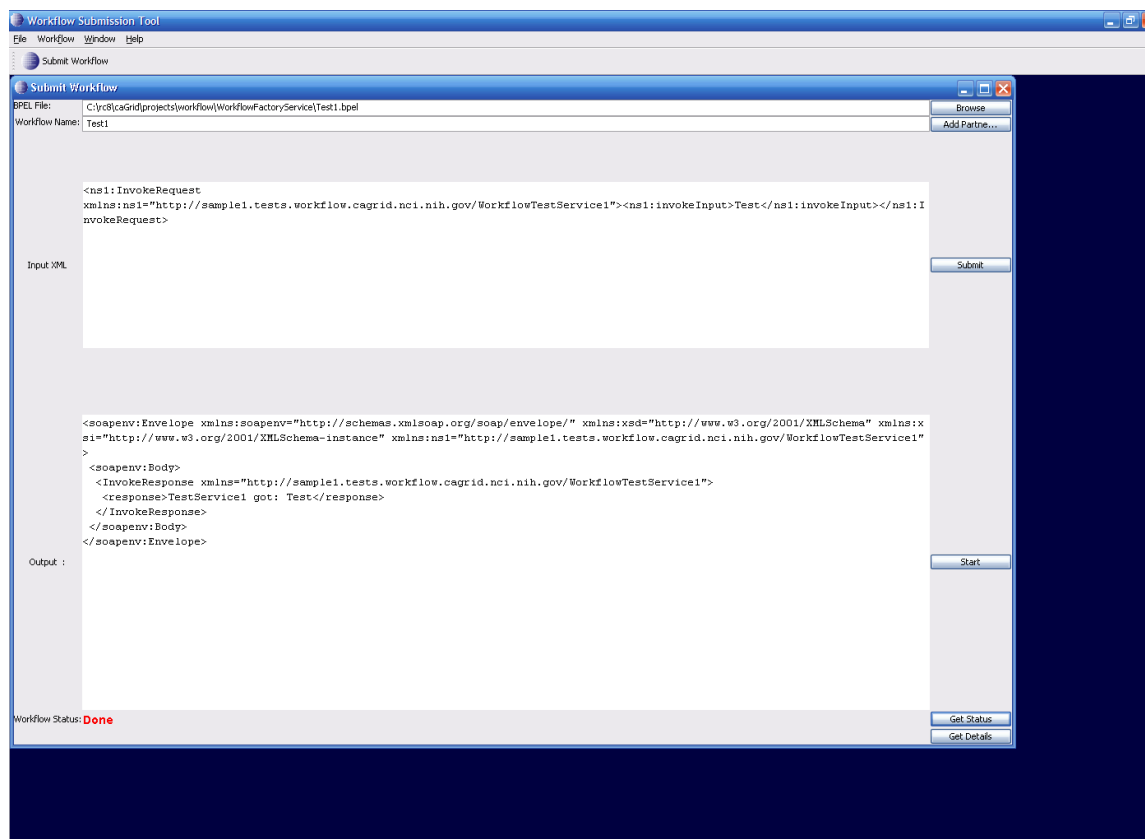 Workflow Submission Tool
File Workflow Window Help
Submit Workflow
Submit Workflow
BPEL File: C:\rc8\caGrid\projects\workflow\WorkflowFactoryService\Test1.bpel Browse
Workflow Name: Test1 Add Partne...
<ns1:InvokeRequest
xmlns:ns1="http://sample1.tests.workflow.cagrid.nci.nih.gov/WorkflowTestService1"><ns1:invokeInput>Test</ns1:invokeInput></ns1:I
nvokeRequest>
Input XML Submit
<soapenv:Envelope xmlns:soapenv="http://schemas.xmlsoap.org/soap/envelope/" xmlns:xsd="http://www.w3.org/2001/XMLSchema" xmlns:x
si="http://www.w3.org/2001/XMLSchema-instance" xmlns:ns1="http://sample1.tests.workflow.cagrid.nci.nih.gov/WorkflowTestService1"
>
<soapenv:Body>
<InvokeResponse xmlns="http://sample1.tests.workflow.cagrid.nci.nih.gov/WorkflowTestService1">
<response>TestService1 got: Test</response>
</InvokeResponse>
</soapenv:Body>
</soapenv:Envelope>
Output : Start
Workflow Status: Done Get Status
Get Details